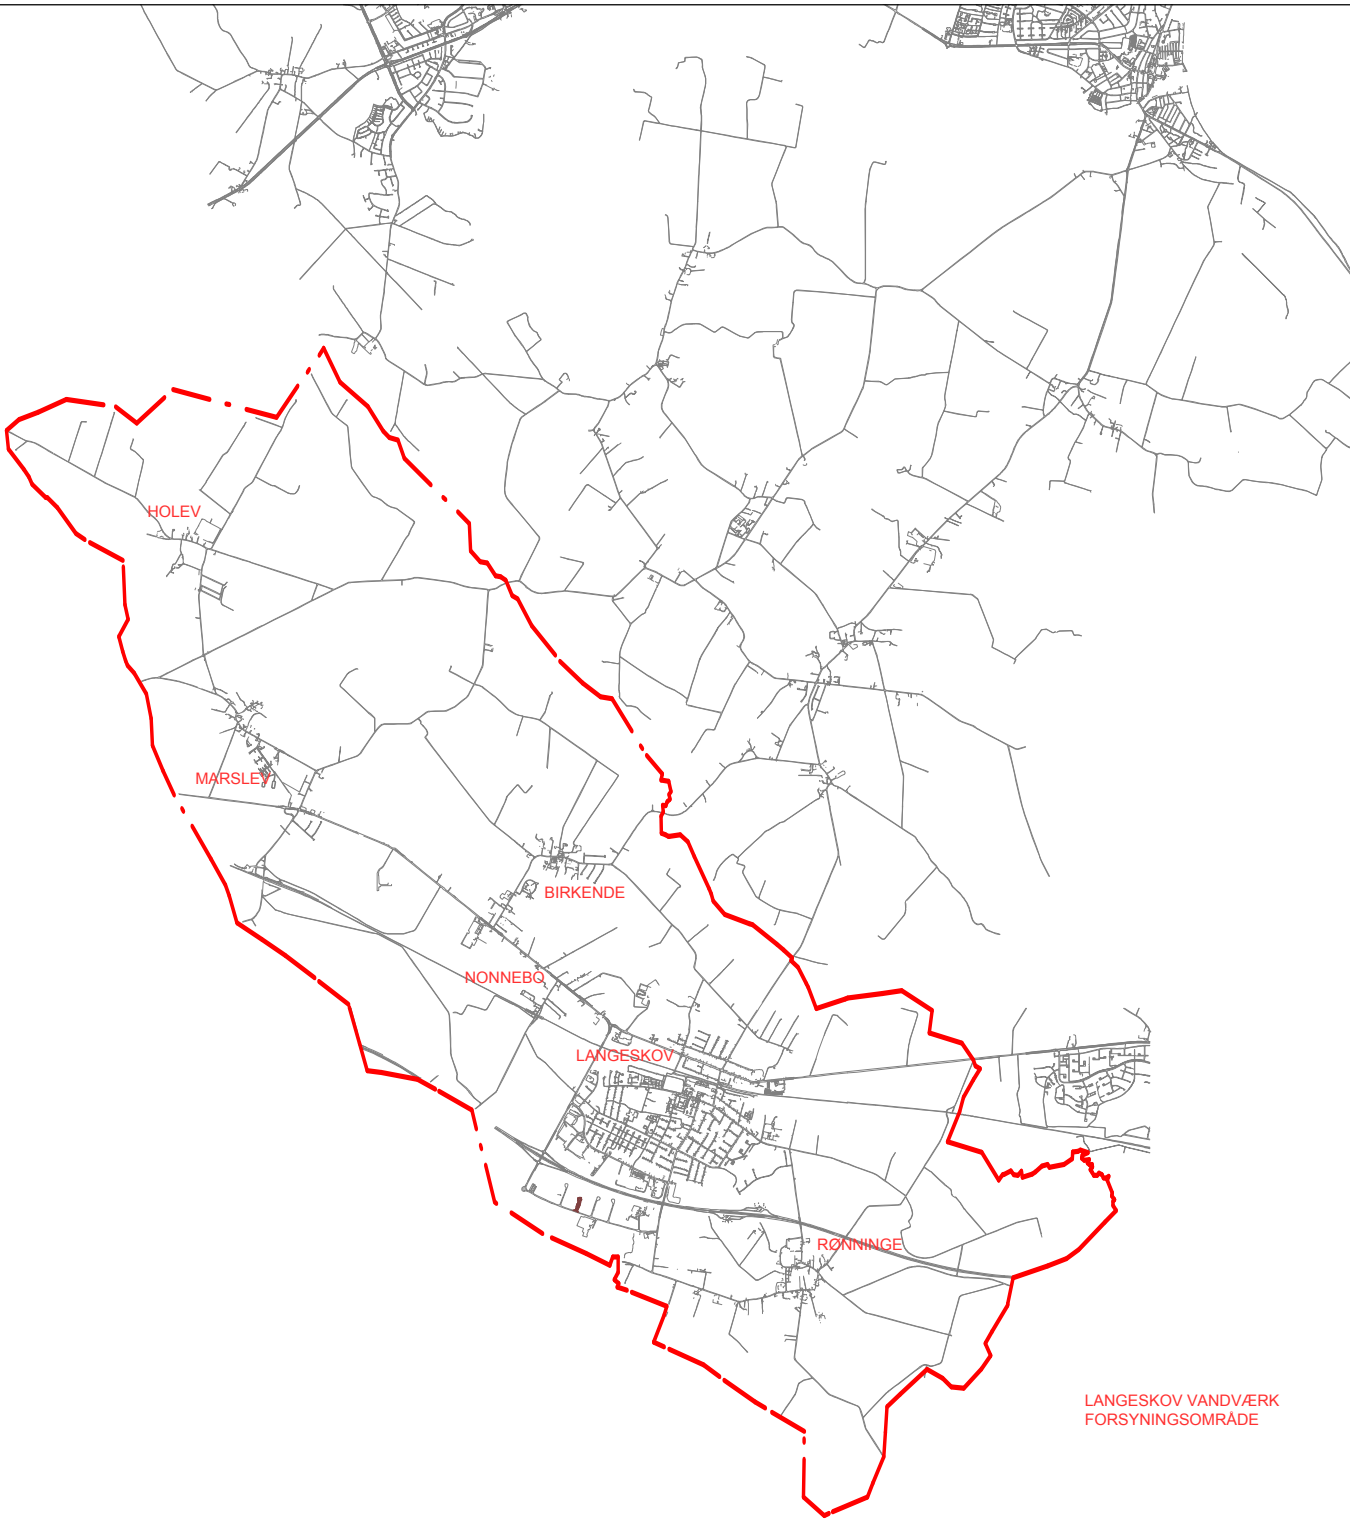 HOLEV
MARSLEV
BIRKENDE
NONNEBO
LANGESKOV
RØNNINGE
LANGESKOV VANDVÆRK
FORSYNINGSOMRÅDE